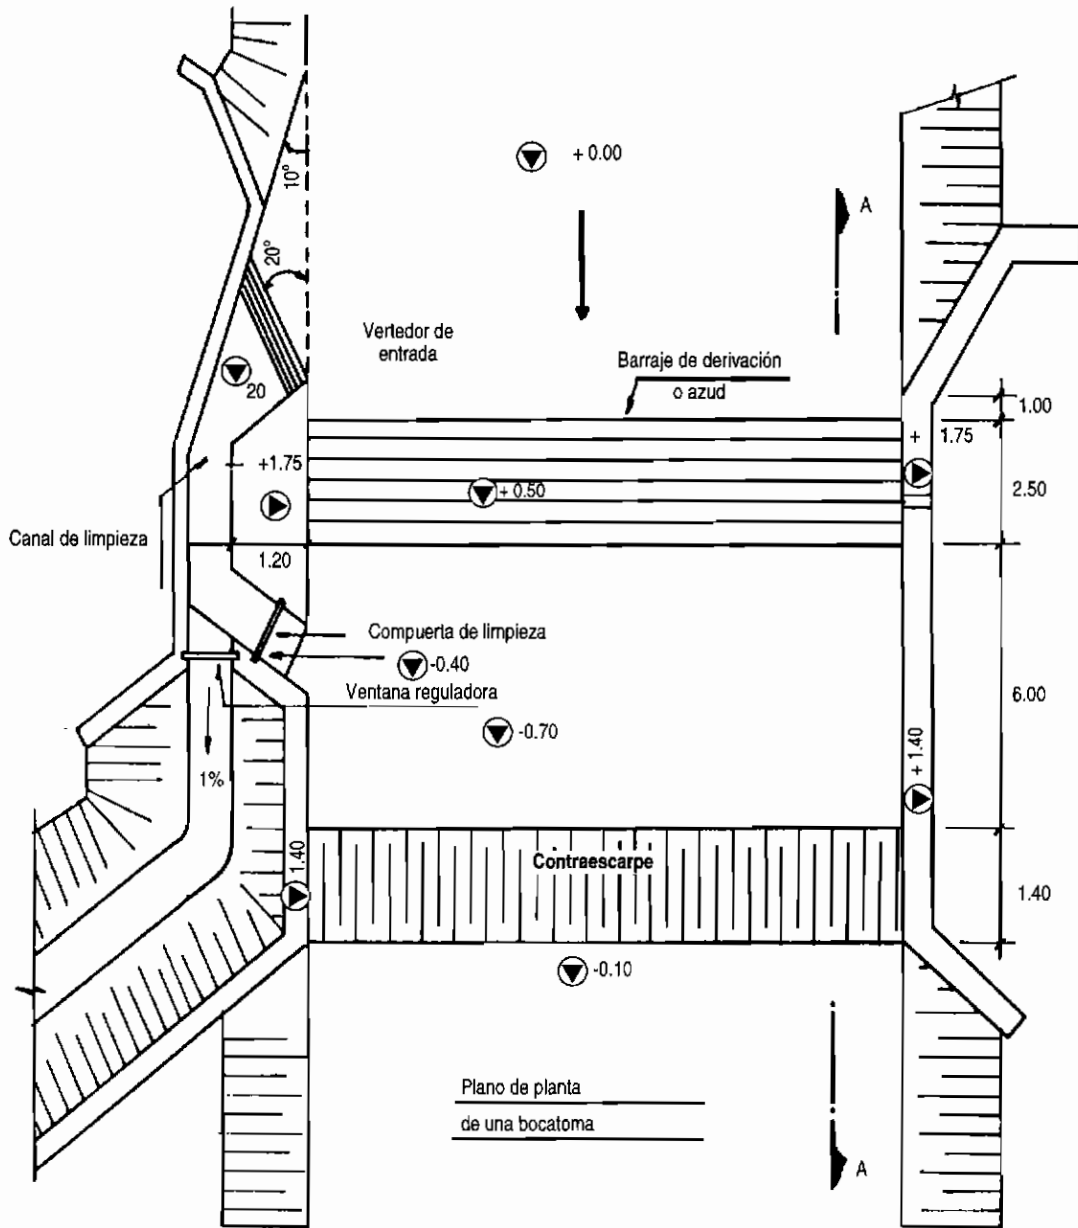 + 0.00
10°
A
20°
Vertedor de
entrada
Barraje de derivación
o azud
20
1.00
+ 1.75
+1.75
+ 0.50
2.50
Canal de limpieza
1.20
Compuerta de limpieza
-0.40
Ventana reguladora
6.00
-0.70
+ 1.40
1%
1.40
Contraescarpe
1.40
-0.10
Plano de planta
de una bocatoma
A